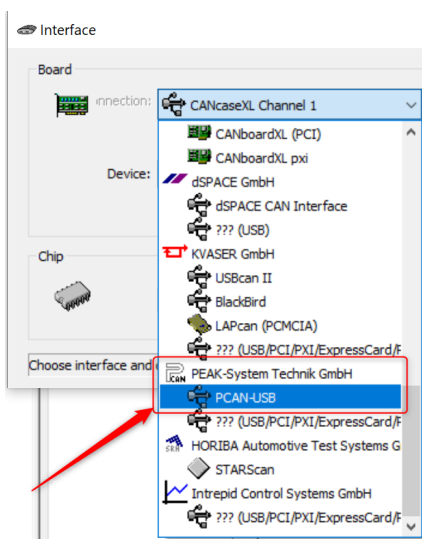 Interface
Board
nnection:
CANcaseXL Channel 1
CANboardXL (PCI)
CANboardXL pxi
Device:
dSPACE GmbH
dSPACE CAN Interface
??? (USB)
KVASER GmbH
Chip
USBcan II
BlackBird
LAPcan (PCMCIA)
??? (USB/PCI/PXI/ExpressCard/F
Choose interface and
PEAK-System Technik GmbH
CAN
PCAN-USB
??? (USB/PCI/PXI/ExpressCard/F
HORIBA Automotive Test Systems G
SRH
STARScan
Intrepid Control Systems GmbH
??? (USB/PCI/PXI/ExpressCard/F